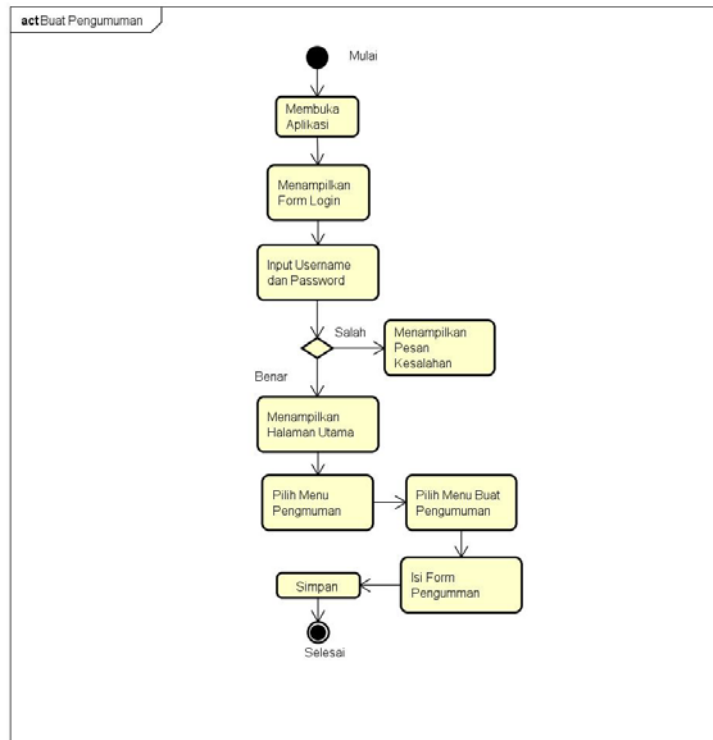 act Buat Pengumuman
Mulai
Membuka
Aplikasi
Menampilkan
Form Login
Input Username
dan Password
Salah
Menampilkan
Pesan
Kesalahan
Benar
Menampilkan
Halaman Utama
Pilih Menu
Pengmuman
Pilih Menu Buat
Pengumuman
Isi Form
Pengumman
Simpan
Selesai